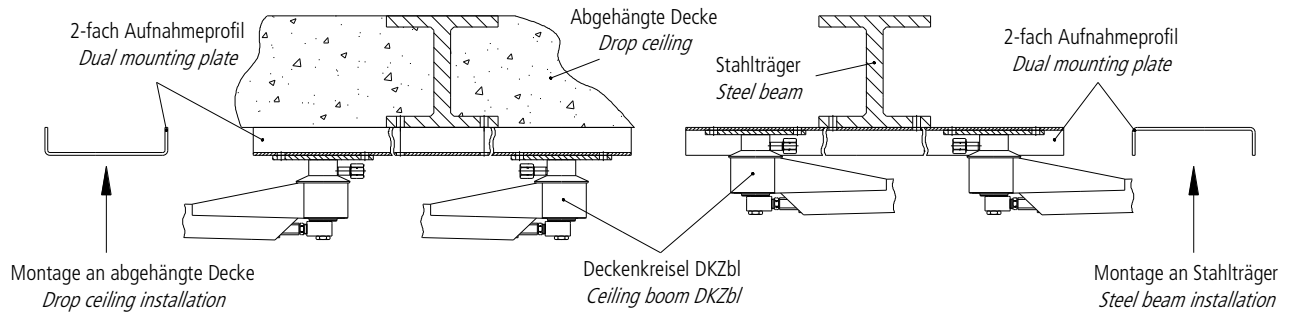 2-fach Aufnahmeprofil
Dual mounting plate
Abgehängte Decke
Drop ceiling
Stahlträger
Steel beam
2-fach Aufnahmeprofil
Dual mounting plate
Montage an abgehängte Decke
Drop ceiling installation
Deckenkreisel DKZbl
Ceiling boom DKZbl
Montage an Stahlträger
Steel beam installation